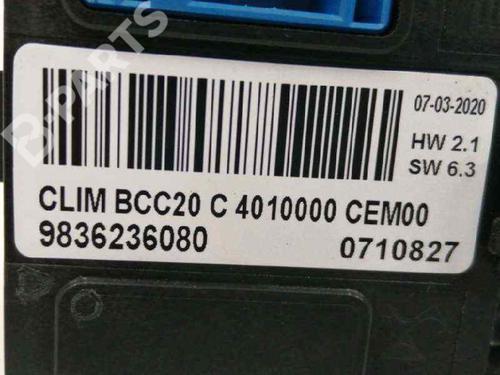 B-PARTS
07-03-2020
HW 2.1
SW 6.3
CLIM BCC20 C 4010000 CEM00
9836236080 0710827